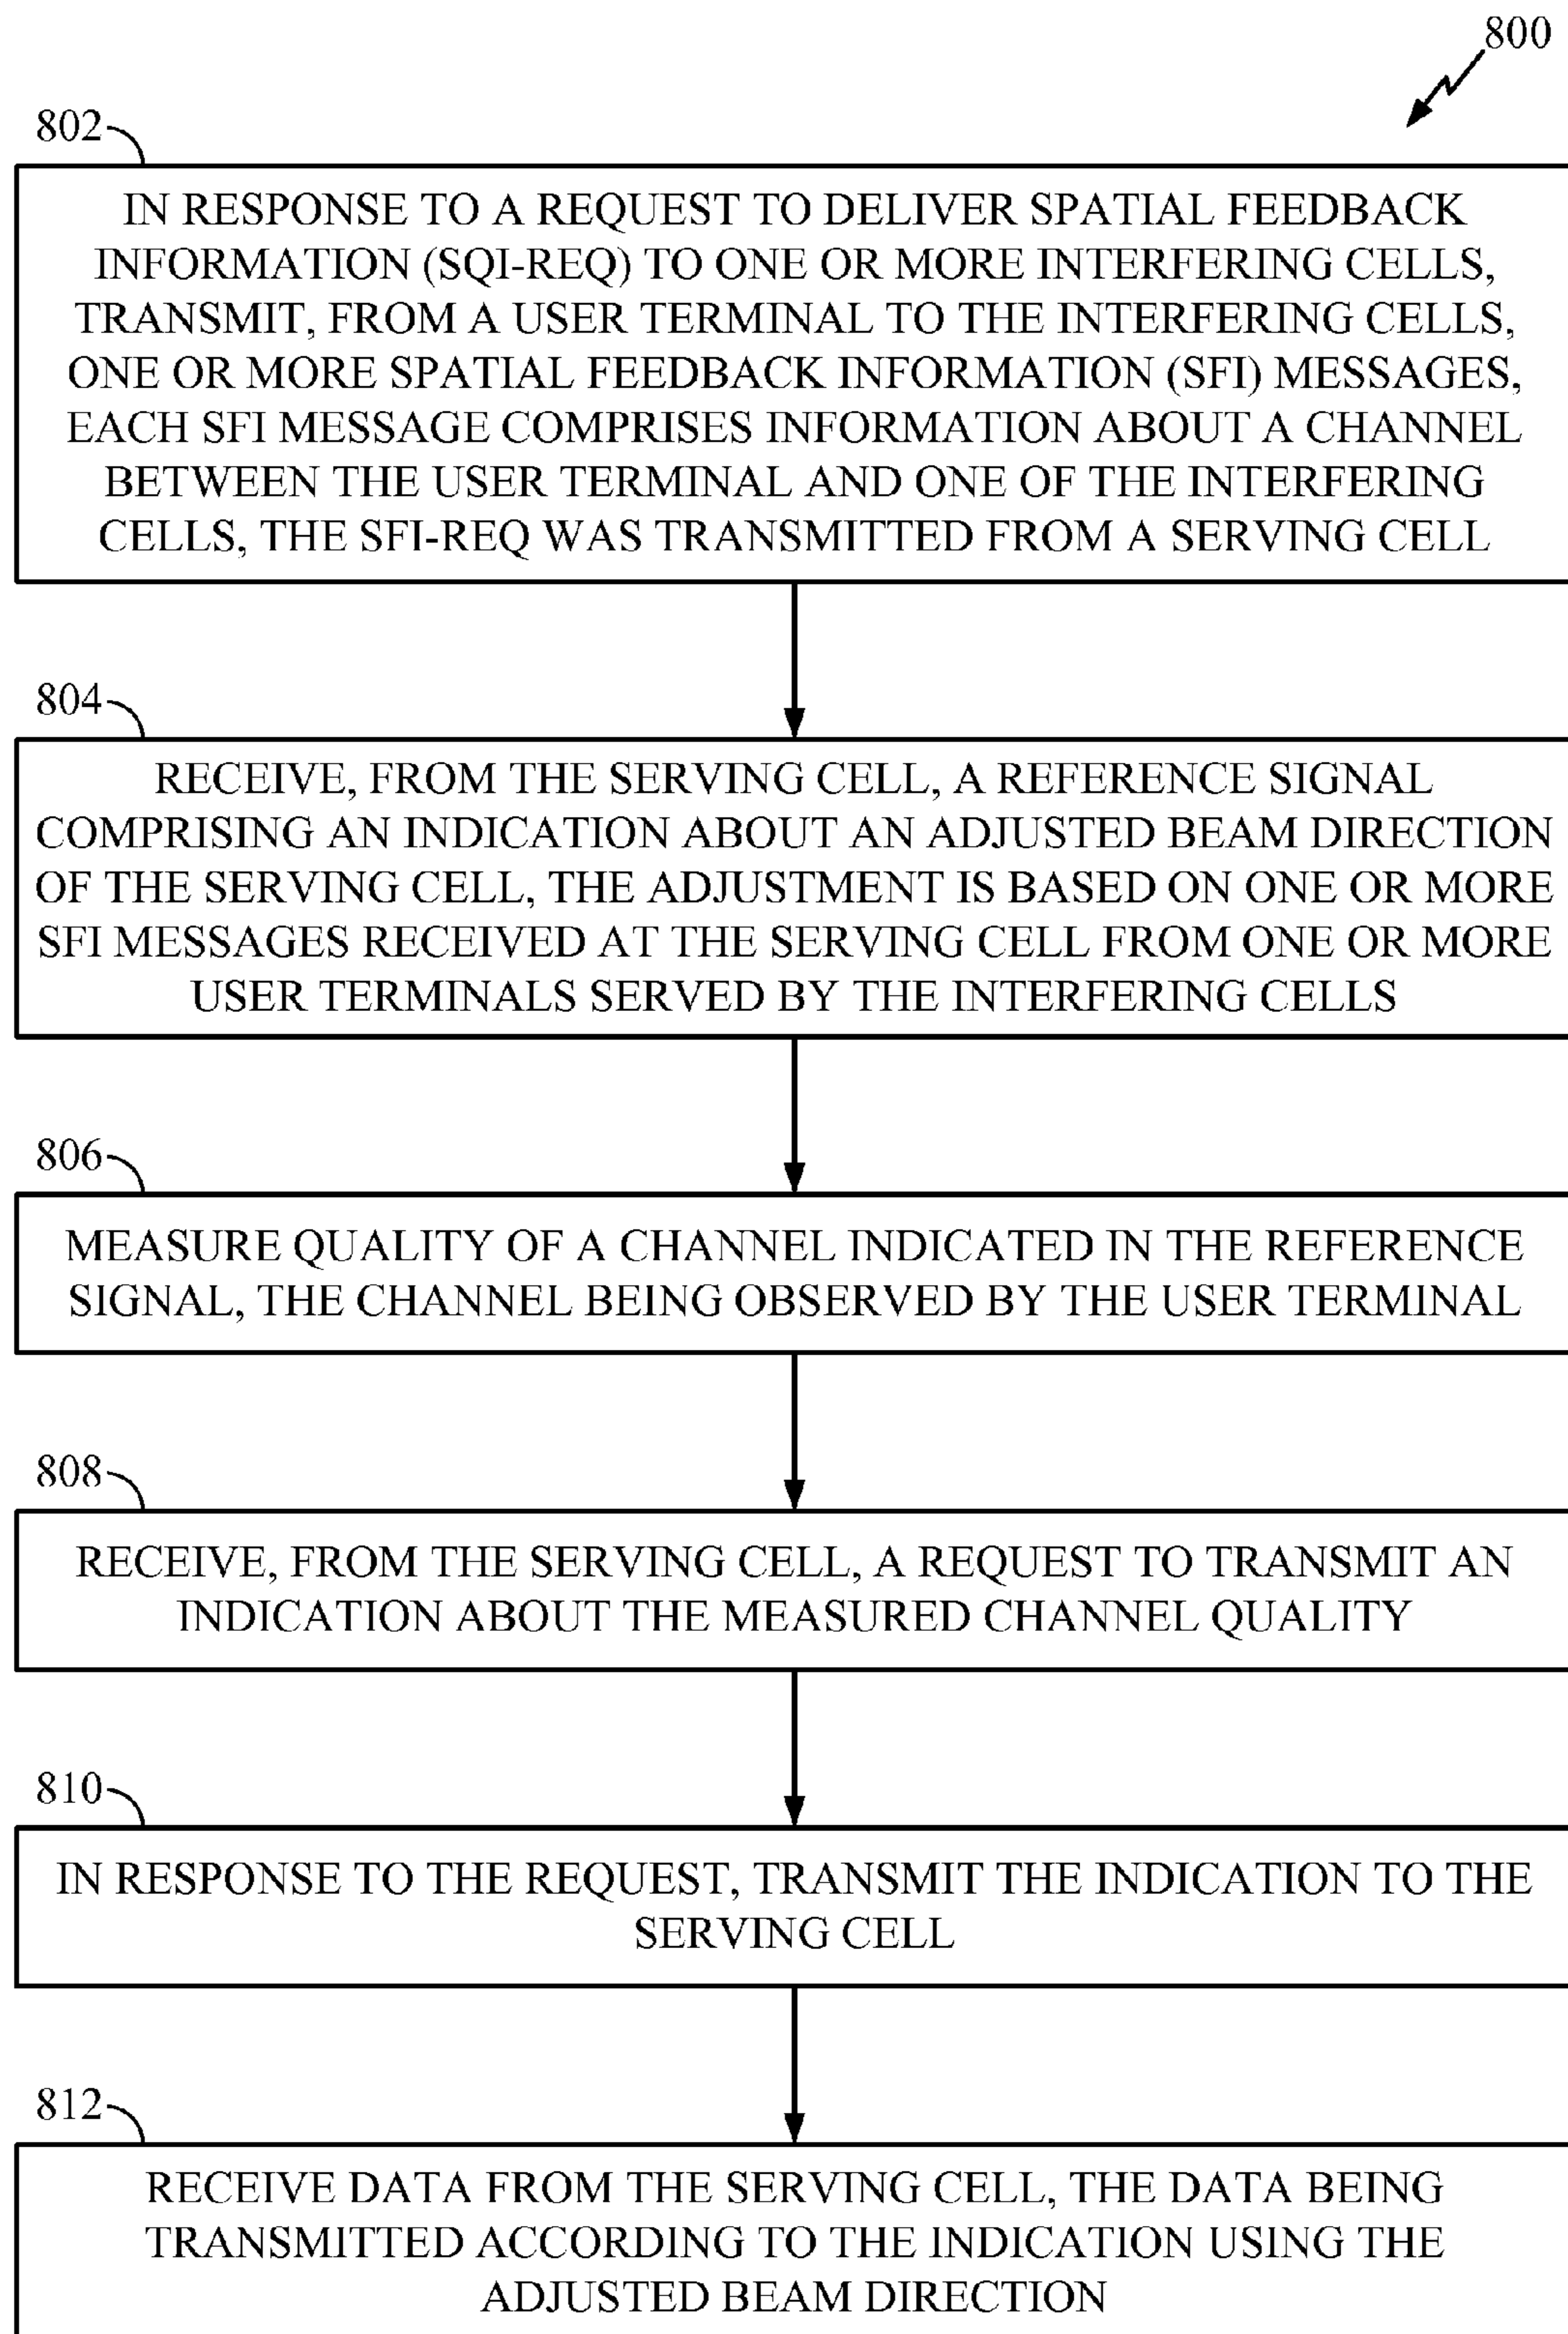 800
802
IN RESPONSE TO A REQUEST TO DELIVER SPATIAL FEEDBACK
INFORMATION (SQI-REQ) TO ONE OR MORE INTERFERING CELLS,
TRANSMIT, FROM A USER TERMINAL TO THE INTERFERING CELLS,
ONE OR MORE SPATIAL FEEDBACK INFORMATION (SFI) MESSAGES,
EACH SFI MESSAGE COMPRISES INFORMATION ABOUT A CHANNEL
BETWEEN THE USER TERMINAL AND ONE OF THE INTERFERING
CELLS, THE SFI-REQ WAS TRANSMITTED FROM A SERVING CELL
804
RECEIVE, FROM THE SERVING CELL, A REFERENCE SIGNAL
COMPRISING AN INDICATION ABOUT AN ADJUSTED BEAM DIRECTION
OF THE SERVING CELL, THE ADJUSTMENT IS BASED ON ONE OR MORE
SFI MESSAGES RECEIVED AT THE SERVING CELL FROM ONE OR MORE
USER TERMINALS SERVED BY THE INTERFERING CELLS
806
MEASURE QUALITY OF A CHANNEL INDICATED IN THE REFERENCE
SIGNAL, THE CHANNEL BEING OBSERVED BY THE USER TERMINAL
808
RECEIVE, FROM THE SERVING CELL, A REQUEST TO TRANSMIT AN
INDICATION ABOUT THE MEASURED CHANNEL QUALITY
810
IN RESPONSE TO THE REQUEST, TRANSMIT THE INDICATION TO THE
SERVING CELL
812
RECEIVE DATA FROM THE SERVING CELL, THE DATA BEING
TRANSMITTED ACCORDING TO THE INDICATION USING THE
ADJUSTED BEAM DIRECTION